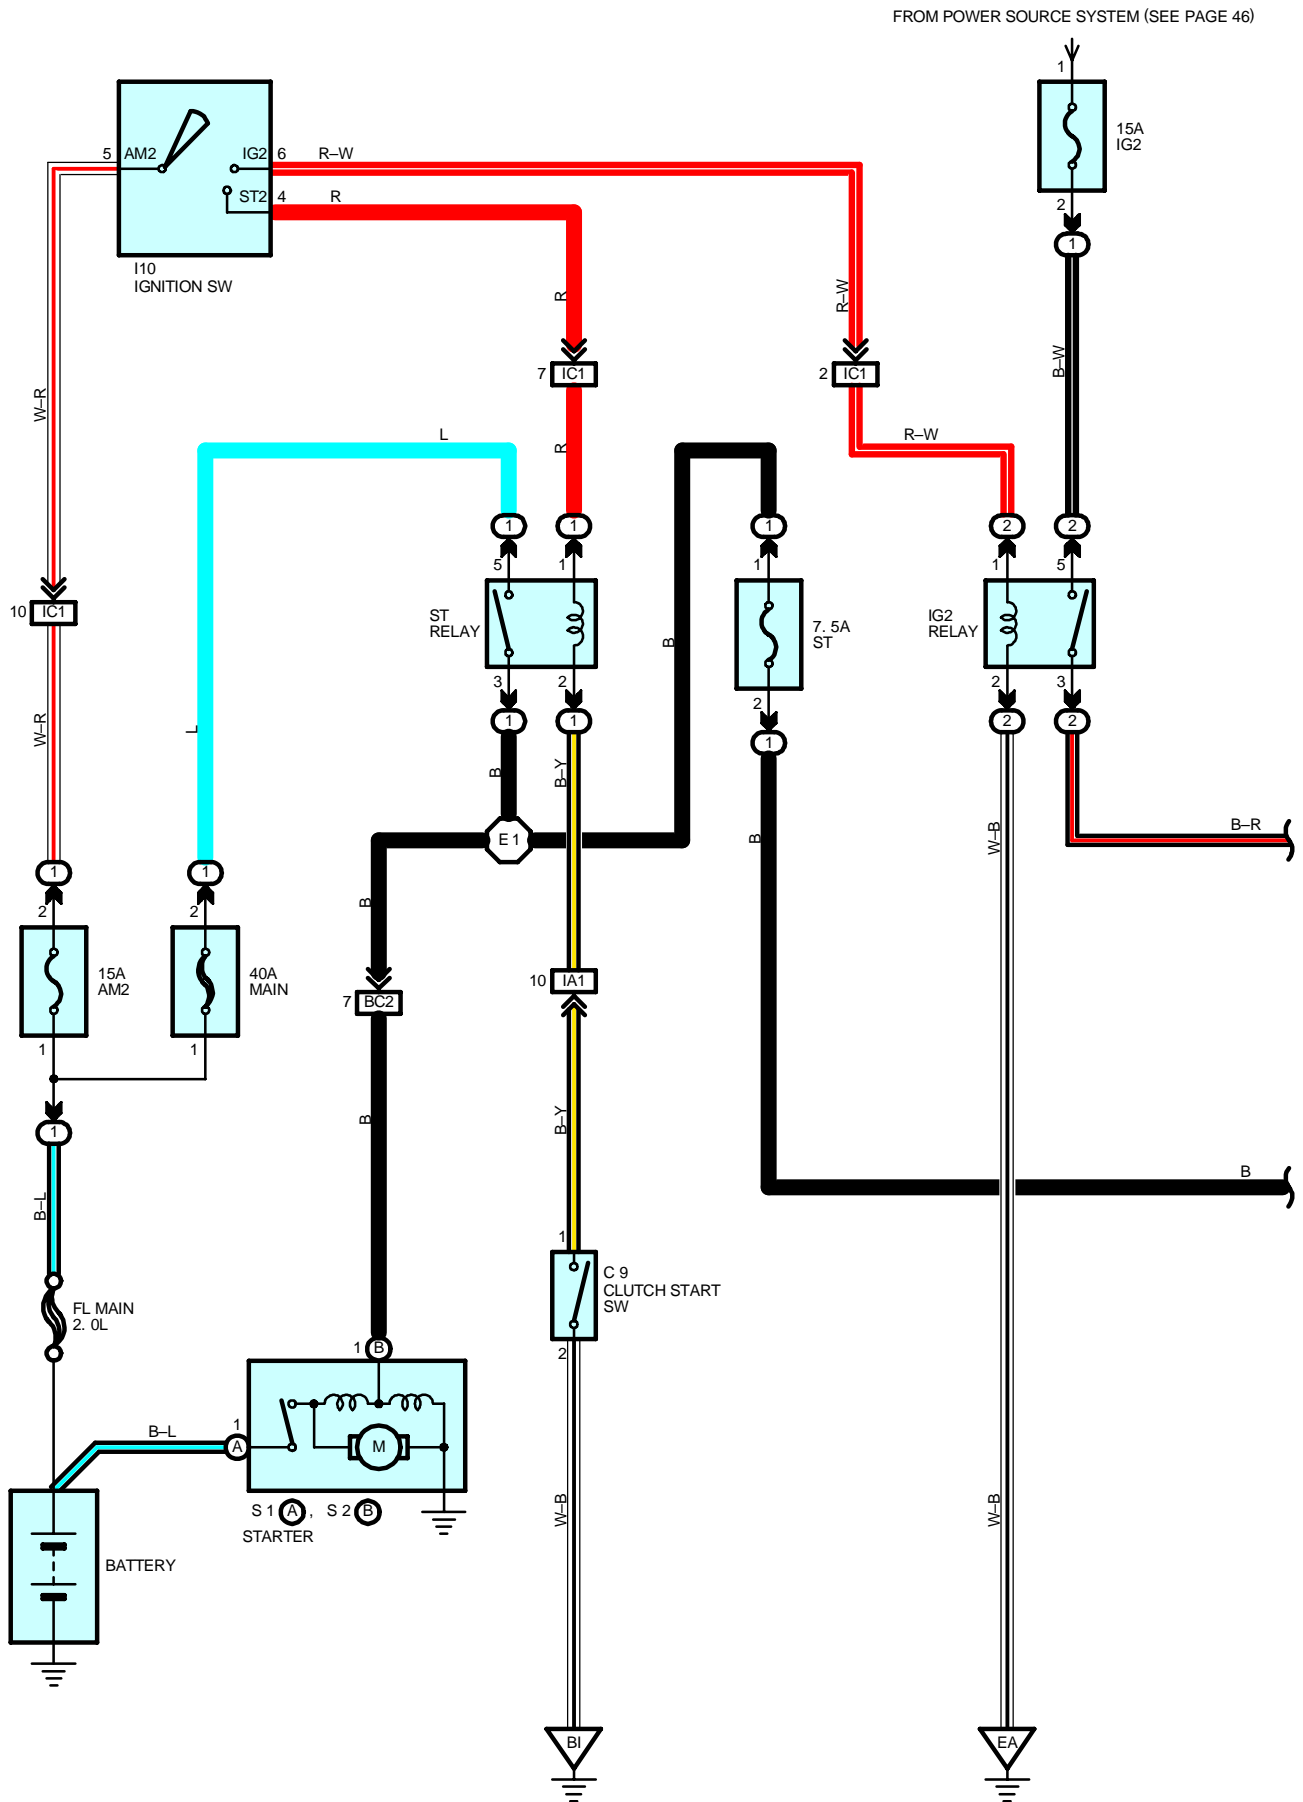 FROM POWER SOURCE SYSTEM (SEE PAGE 46)
1
15A
IG2
5 AM2 IG2 6 R–W
ST2 4 R
2
1
I10
IGNITION SW
R
R–W
B–W
7 IC1
2 IC1
W–R
L
R
R–W
1 1 1 2 2
5 1 1 1 5
10 IC1
ST
RELAY
7. 5A
ST
IG2
RELAY
B
3 2 2 2 3
1 1 1 2 2
W–R
L
B
B–Y
B
W–B
B–R
E 1
1 1
B
2 2
15A
AM2
40A
MAIN
10 IA1
7 BC2
1 1
1
B
B–Y
B
B–L
1
C 9
CLUTCH START
SW
FL MAIN
2. 0L
1 B
2
B–L
1
A
M
S 1 A , S 2 B
STARTER
W–B
W–B
BATTERY
BI
EA